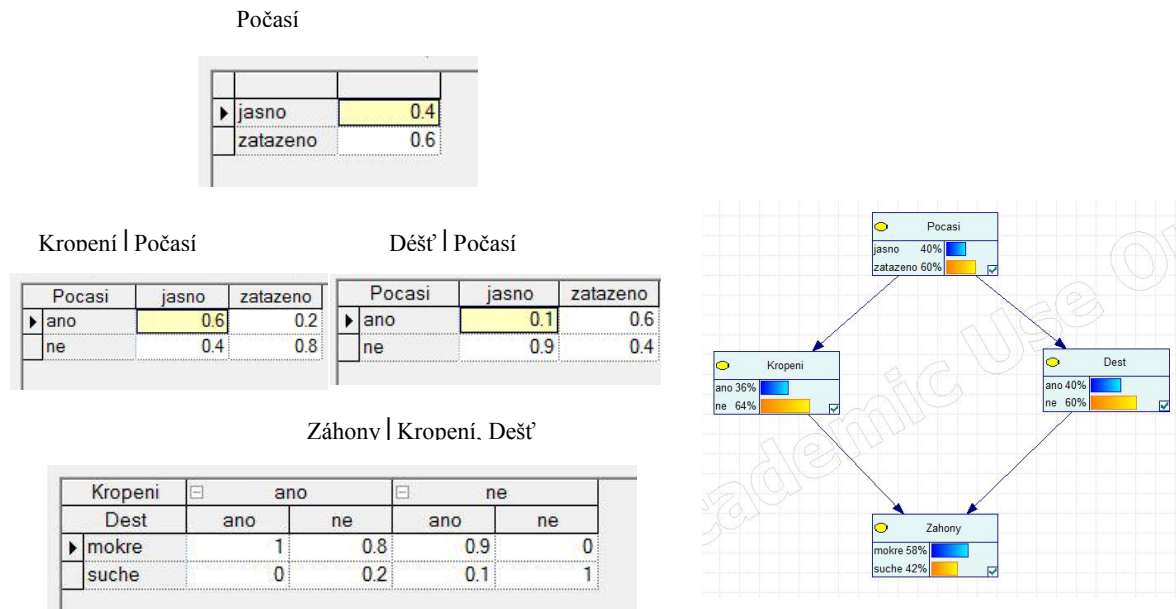 Počasí
jasno 0.4
zatazeno 0.6
Kropení | Počasí
Déšť | Počasí
Pocasi jasno zatazeno
ano 0.6 0.2
ne 0.4 0.8
Pocasi jasno zatazeno
ano 0.1 0.6
ne 0.9 0.4
Záhony | Kropení, Dešť
Kropeni ano ne
Dest ano ne ano ne
mokre 1 0.8 0.9 0
suche 0 0.2 0.1 1
Pocasi
jasno 40%
zatazeno 60%
Kropeni
ano 36%
ne 64%
Dest
ano 40%
ne 60%
Zahony
mokre 58%
suche 42%
cademic Use On